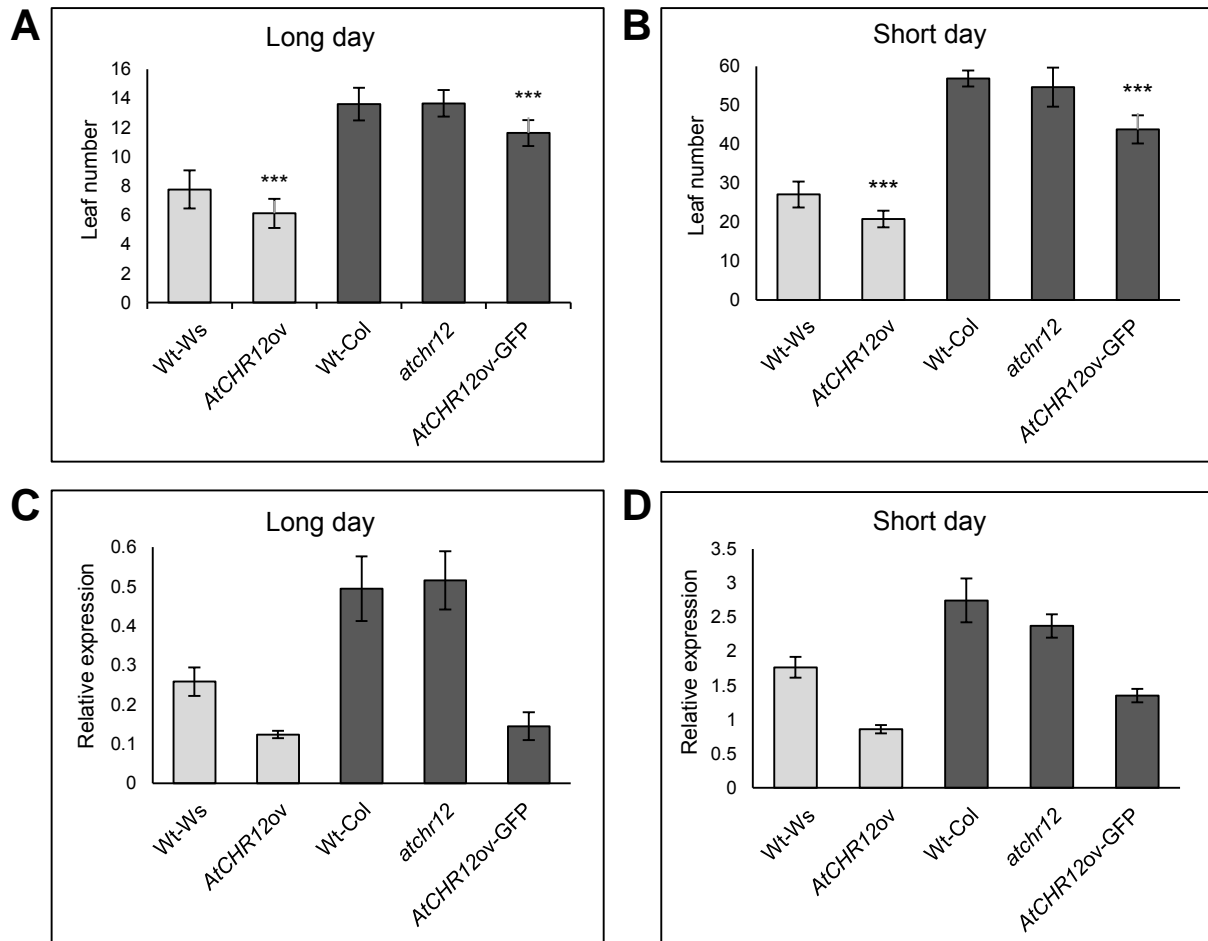 A
Long day
Leaf number
16
14
12
10
8
6
4
2
0
***
***
Wt-Ws
AtCHR12ov
Wt-Col
atchr12
AtCHR12ov-GFP
B
Short day
Leaf number
60
50
40
30
20
10
0
***
***
Wt-Ws
AtCHR12ov
Wt-Col
atchr12
AtCHR12ov-GFP
C
Long day
Relative expression
0.6
0.5
0.4
0.3
0.2
0.1
0
Wt-Ws
AtCHR12ov
Wt-Col
atchr12
AtCHR12ov-GFP
D
Short day
Relative expression
3.5
3
2.5
2
1.5
1
0.5
0
Wt-Ws
AtCHR12ov
Wt-Col
atchr12
AtCHR12ov-GFP